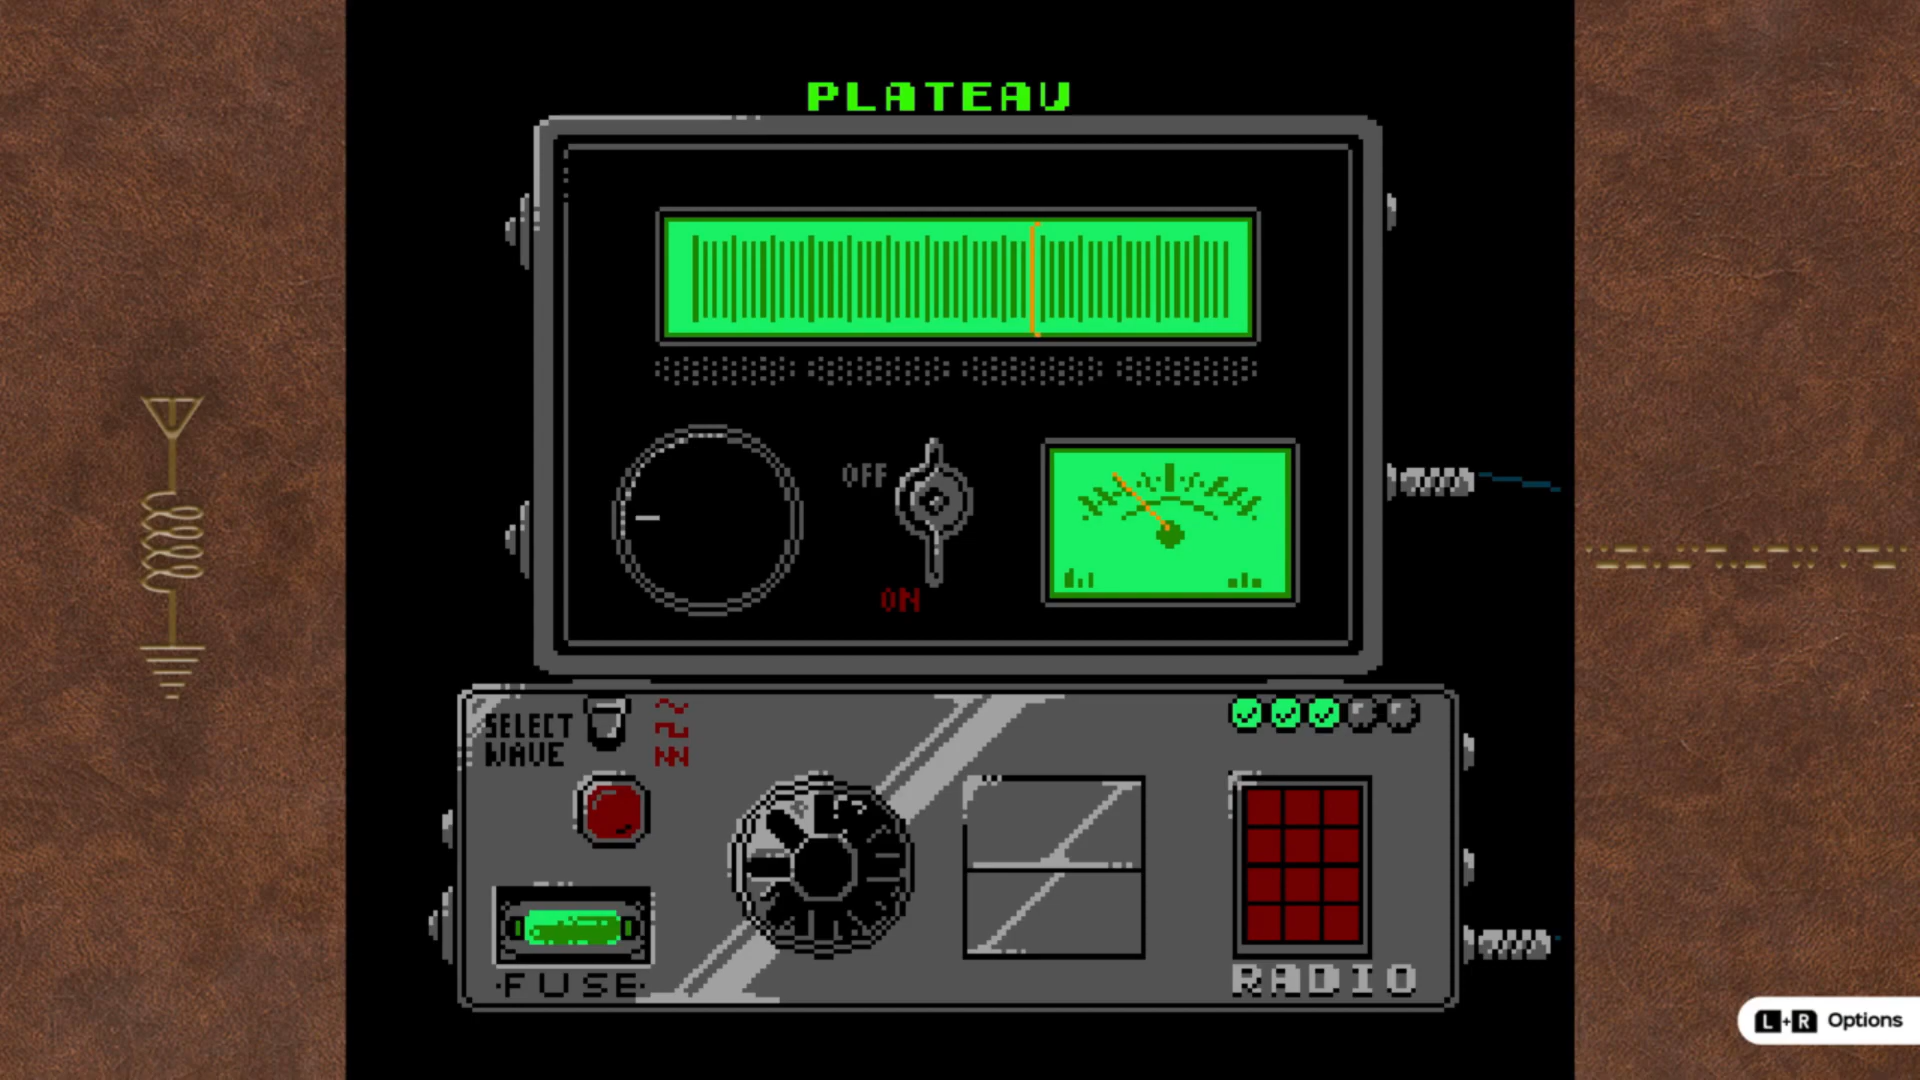 PLATEAU
OFF
ON
SELECT
WAVE
·FUSE·
RADIO
L+R Options